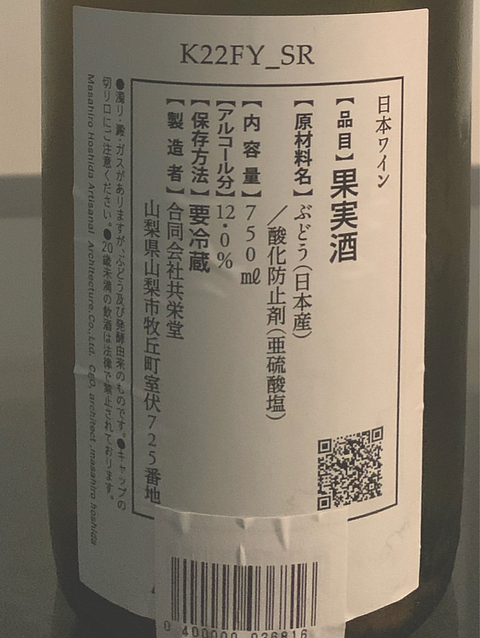 K22FY_SR
日本ワイン
【品目】果実酒
【原材料名】ぶどう(日本産)
／酸化防止剤(亜硫酸塩)
【内容量】750㎖
【アルコール分】12.0%
【保存方法】要冷蔵
【製造者】合同会社共栄堂
山梨県山梨市牧丘町室伏725番地
●濁り・澱・ガスがありますが、ぶどう及び発酵由来のものです。●キャップの
切り口にご注意ください。●20歳未満の飲酒は法律で禁止されております。
Masahiro Hoshida Artisanal Architecture.Co.,Ltd. CEO, architect .masahiro hoshida
0 400000 026816